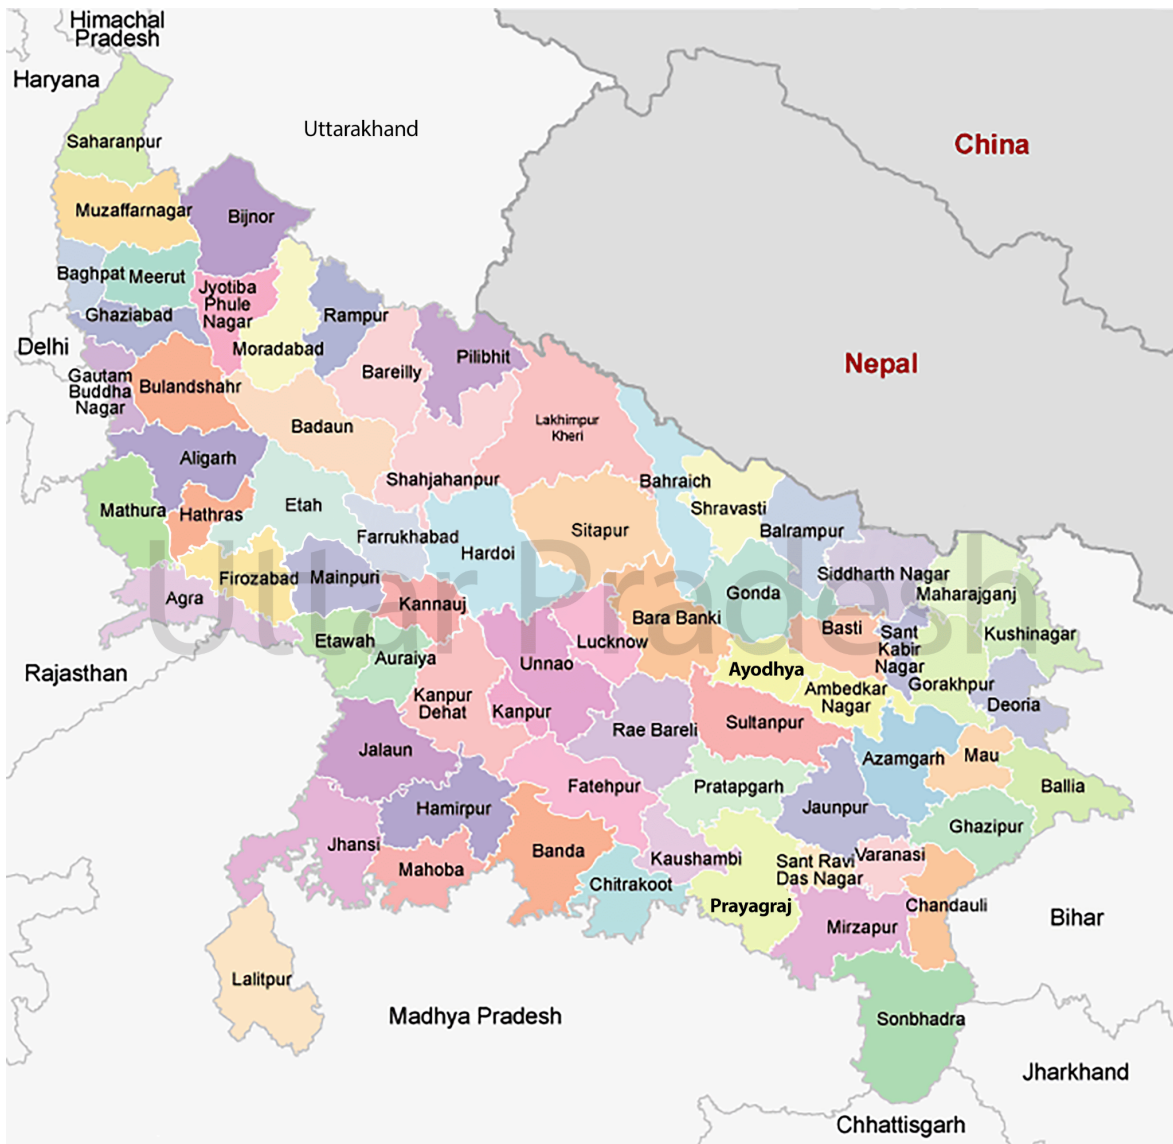 Himachal
Pradesh
Haryana
Uttarakhand
China
Saharanpur
Muzaffarnagar
Bijnor
Baghpat
Meerut
Jyotiba
Phule
Nagar
Ghaziabad
Rampur
Delhi
Moradabad
Pilibhit
Nepal
Gautam
Buddha
Nagar
Bulandshahr
Bareilly
Badaun
Lakhimpur
Kheri
Aligarh
Shahjahanpur
Bahraich
Mathura
Hathras
Etah
Shravasti
Farrukhabad
Sitapur
Balrampur
Hardoi
Uttar Pradesh
Firozabad
Mainpuri
Siddharth Nagar
Agra
Kannauj
Gonda
Maharajganj
Etawah
Lucknow
Bara Banki
Basti
Sant
Kabir
Nagar
Kushinagar
Auraiya
Unnao
Ayodhya
Rajasthan
Gorakhpur
Kanpur
Dehat
Kanpur
Ambedkar
Nagar
Deoria
Rae Bareli
Sultanpur
Jalaun
Azamgarh
Mau
Fatehpur
Pratapgarh
Ballia
Hamirpur
Jaunpur
Ghazipur
Jhansi
Banda
Kaushambi
Sant Ravi
Das Nagar
Varanasi
Mahoba
Chitrakoot
Prayagraj
Chandauli
Bihar
Mirzapur
Lalitpur
Madhya Pradesh
Sonbhadra
Jharkhand
Chhattisgarh